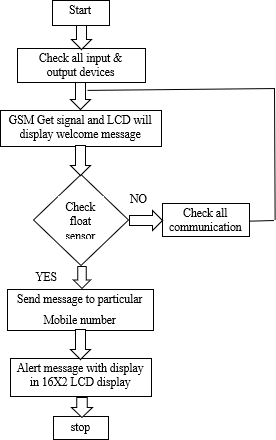 Start
Check all input &
output devices
GSM Get signal and LCD will
display welcome message
Check
float
sensor
NO
Check all
communication
YES
Send message to particular
Mobile number
Alert message with display
in 16X2 LCD display
stop